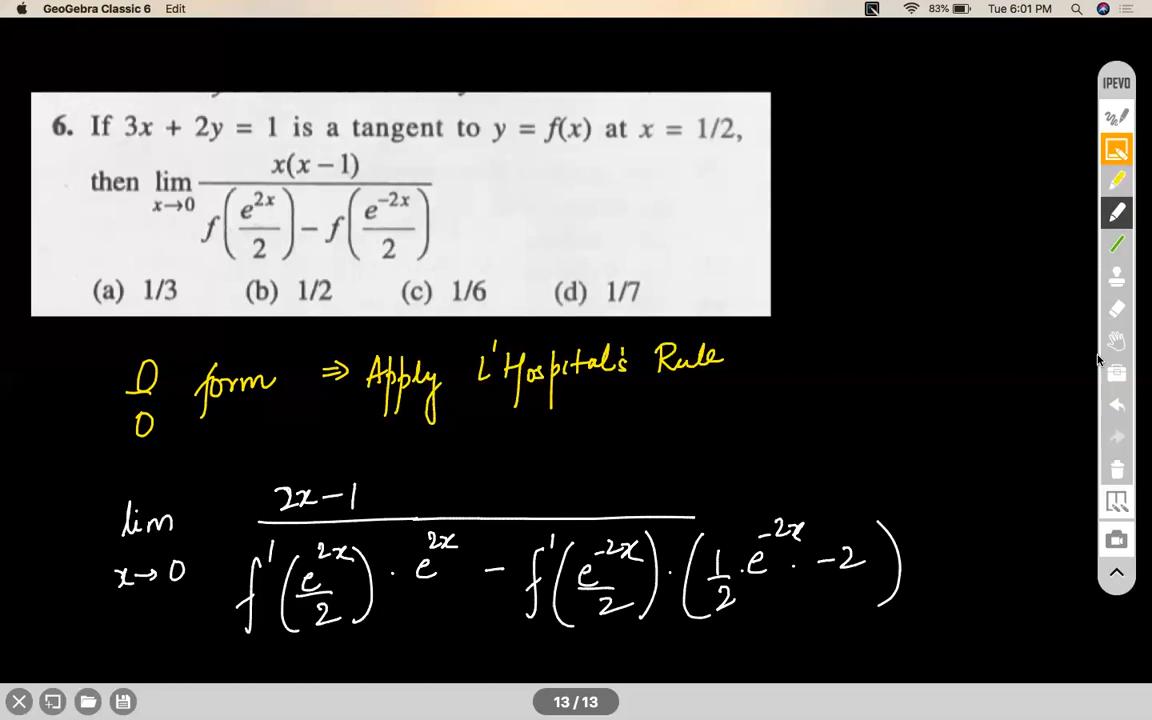 GeoGebra Classic 6 Edit 83% Tue 6:01 PM
IPEVO
6. If 3x + 2y = 1 is a tangent to y = f(x) at x = 1/2,
then lim x→0 x(x – 1) / f(e^{2x}/2) – f(e^{-2x}/2)
(a) 1/3 (b) 1/2 (c) 1/6 (d) 1/7
0/0 form ⇒ Apply L'Hospital's Rule
lim x→0 2x-1 / f'(e^{2x}/2) · e^{2x} - f'(e^{-2x}/2) · (1/2 · e^{-2x} · -2)
13 / 13